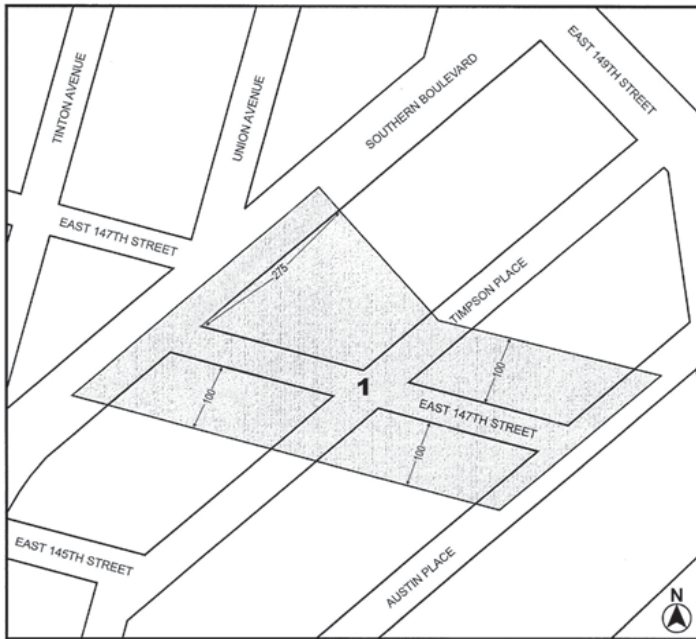 EAST 149TH STREET
SOUTHERN BOULEVARD
TINTON AVENUE
UNION AVENUE
EAST 147TH STREET
275
TIMPSON PLACE
100
1
100
EAST 147TH STREET
100
EAST 145TH STREET
AUSTIN PLACE
N